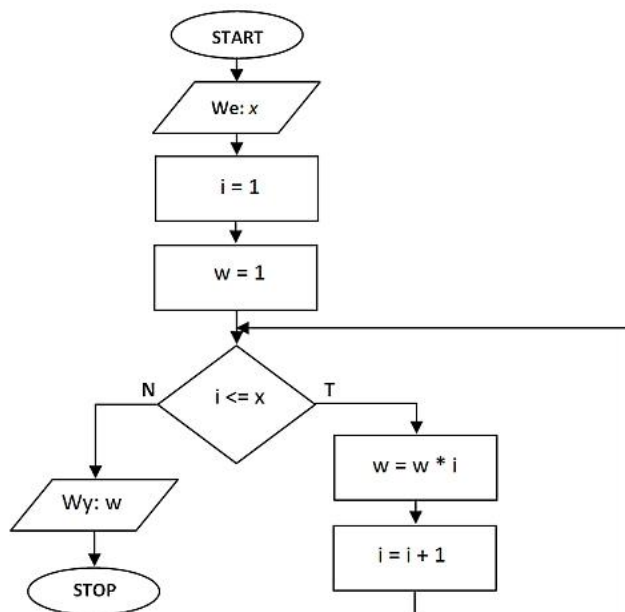 START
We: x
i = 1
w = 1
i <= x
N
T
w = w * i
i = i + 1
Wy: w
STOP